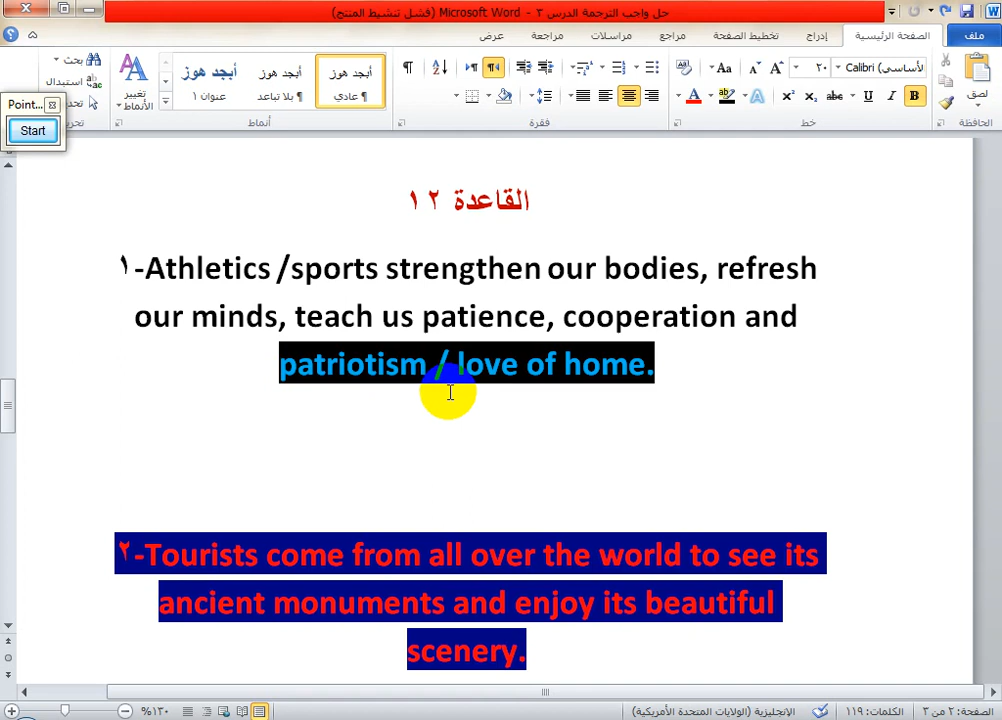 حل واجب الترجمة الدرس ٣ - Microsoft Word (فشل تنشيط المنتج)
ملف الصفحة الرئيسية إدراج تخطيط الصفحة مراجع مراسلات مراجعة عرض
بحث
استبدال
لصق
الحافظة
Calibri (لأساسي) ٢٠
Aa
B I U abc
خط
فقرة
أبجد هوز
¶ عادي
أبجد هوز
¶ بلا تباعد
أبجد هوز
عنوان ١
تغيير
الأنماط
أنماط
Point...
Start
القاعدة ١٢
١-Athletics /sports strengthen our bodies, refresh
our minds, teach us patience, cooperation and
patriotism / love of home.
٢-Tourists come from all over the world to see its
ancient monuments and enjoy its beautiful
scenery.
الصفحة: ٢ من ٣ الكلمات: ١١٩ الإنجليزية (الولايات المتحدة الأمريكية) ١٣٠%